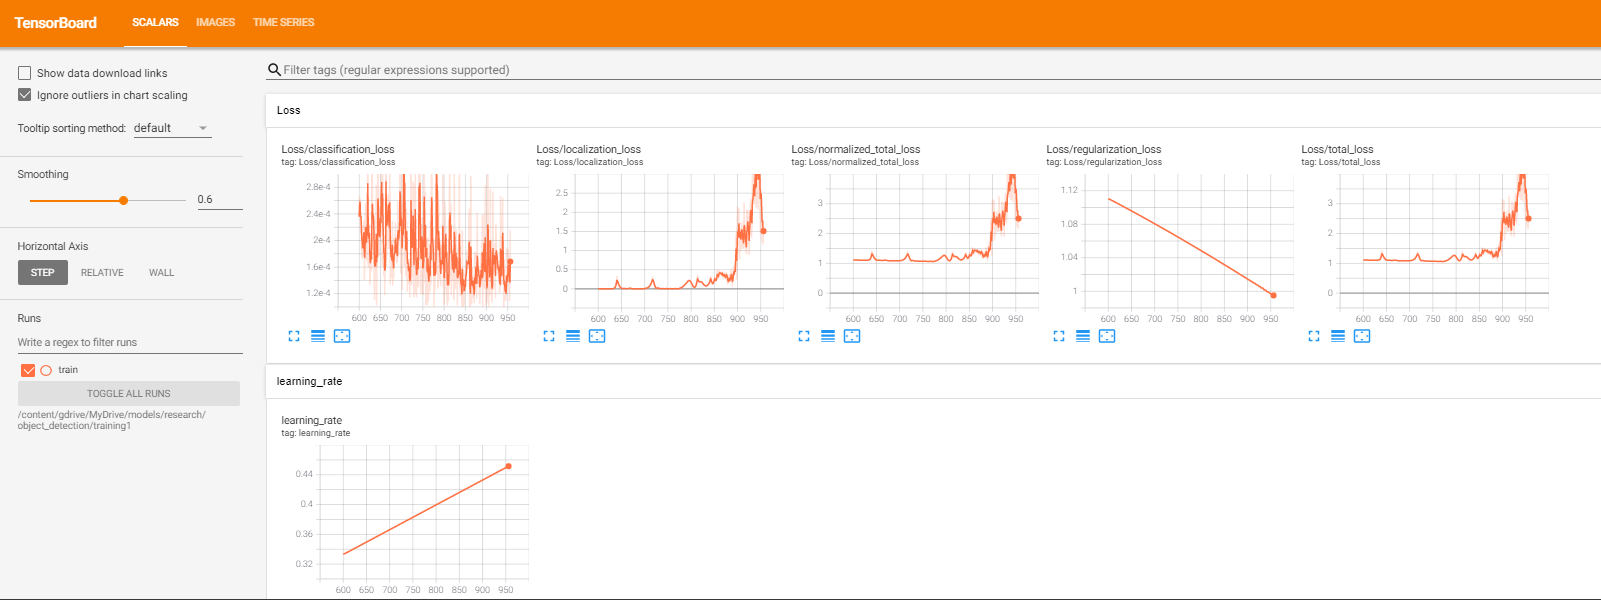 TensorBoard SCALARS IMAGES TIME SERIES
Show data download links
Ignore outliers in chart scaling
Tooltip sorting method: default
Smoothing
0.6
Horizontal Axis
STEP RELATIVE WALL
Runs
Write a regex to filter runs
train
TOGGLE ALL RUNS
/content/gdrive/MyDrive/models/research/
object_detection/training1
Filter tags (regular expressions supported)
Loss
Loss/classification_loss
tag: Loss/classification_loss
2.8e-4
2.4e-4
2e-4
1.6e-4
1.2e-4
600 650 700 750 800 850 900 950
Loss/localization_loss
tag: Loss/localization_loss
2.5
2
1.5
1
0.5
0
600 650 700 750 800 850 900 950
Loss/normalized_total_loss
tag: Loss/normalized_total_loss
3
2
1
0
600 650 700 750 800 850 900 950
Loss/regularization_loss
tag: Loss/regularization_loss
1.12
1.08
1.04
1
600 650 700 750 800 850 900 950
Loss/total_loss
tag: Loss/total_loss
3
2
1
0
600 650 700 750 800 850 900 950
learning_rate
learning_rate
tag: learning_rate
0.44
0.4
0.36
0.32
600 650 700 750 800 850 900 950